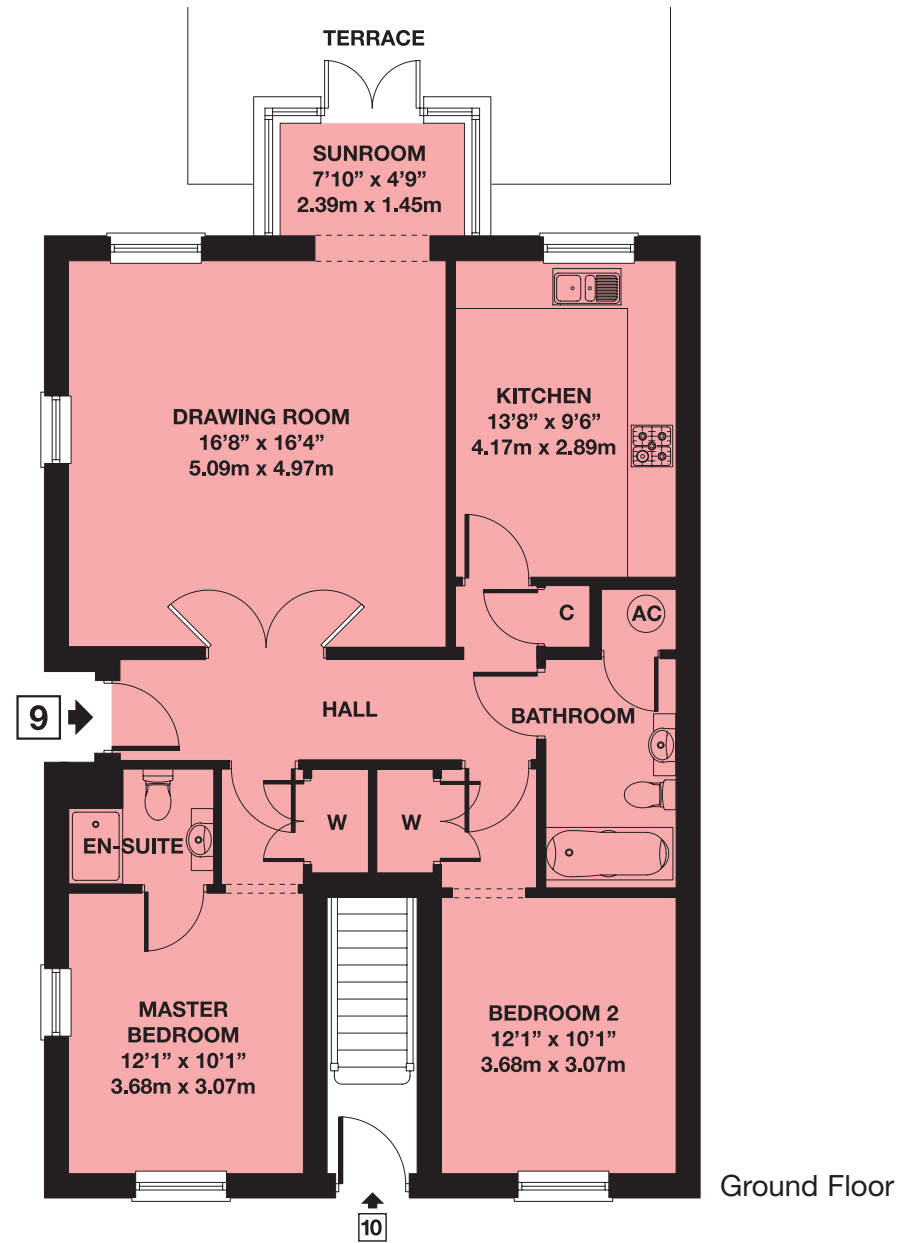 TERRACE
SUNROOM
7’10” x 4’9”
2.39m x 1.45m
DRAWING ROOM
16’8” x 16’4”
5.09m x 4.97m
KITCHEN
13’8” x 9’6”
4.17m x 2.89m
C
AC
9
HALL
BATHROOM
W
W
EN-SUITE
MASTER
BEDROOM
12’1” x 10’1”
3.68m x 3.07m
BEDROOM 2
12’1” x 10’1”
3.68m x 3.07m
Ground Floor
10